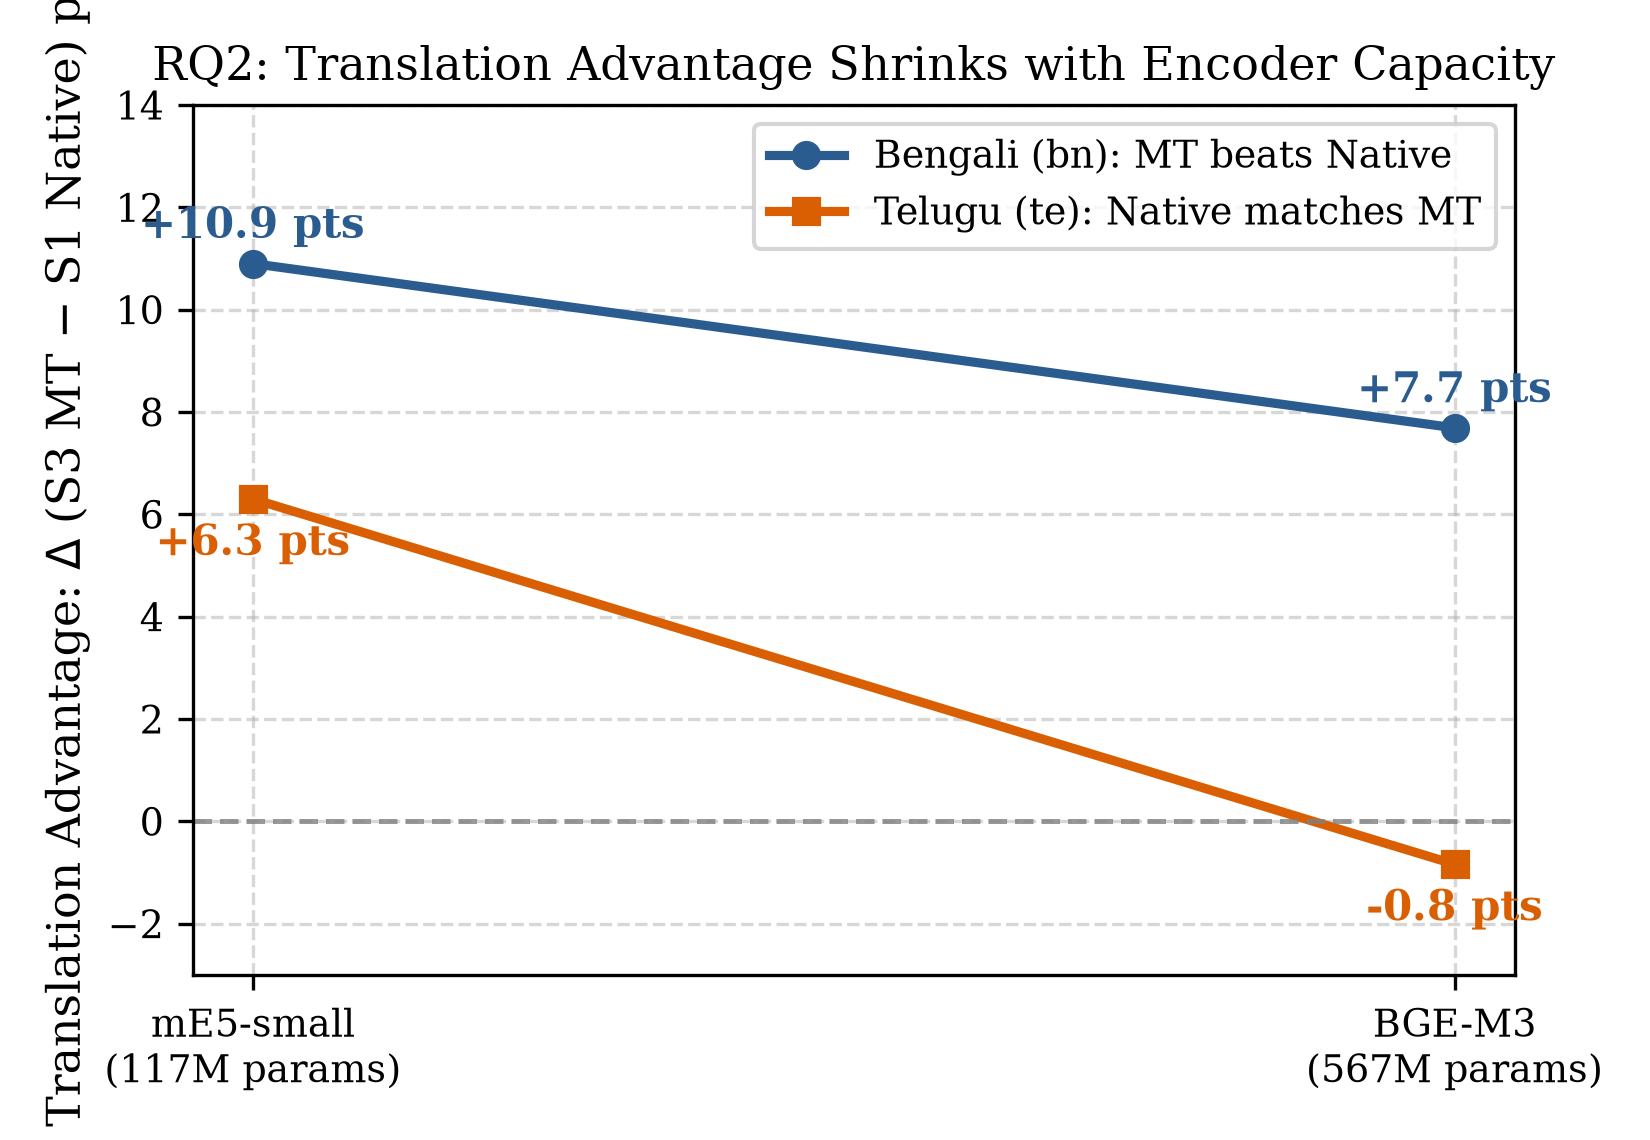 RQ2: Translation Advantage Shrinks with Encoder Capacity
Translation Advantage: Δ (S3 MT − S1 Native) p
14
12
10
8
6
4
2
0
−2
Bengali (bn): MT beats Native
Telugu (te): Native matches MT
+10.9 pts
+7.7 pts
+6.3 pts
-0.8 pts
mE5-small
(117M params)
BGE-M3
(567M params)